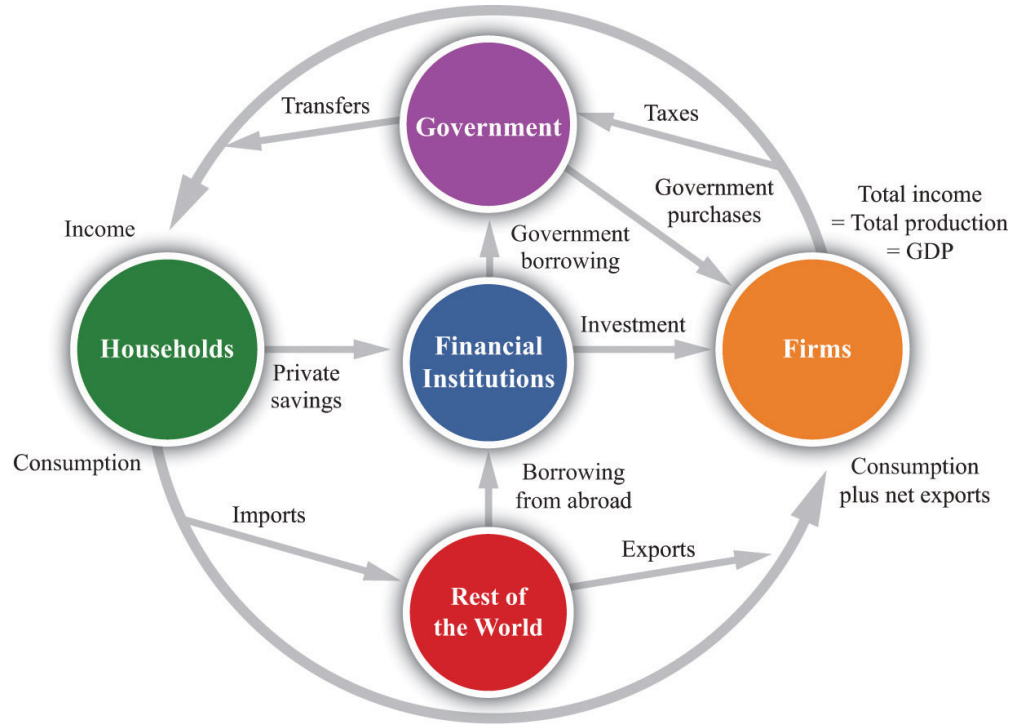 Transfers
Government
Taxes
Government
purchases
Total income
= Total production
= GDP
Income
Government
borrowing
Households
Private
savings
Financial
Institutions
Investment
Firms
Consumption
Borrowing
from abroad
Consumption
plus net exports
Imports
Exports
Rest of
the World